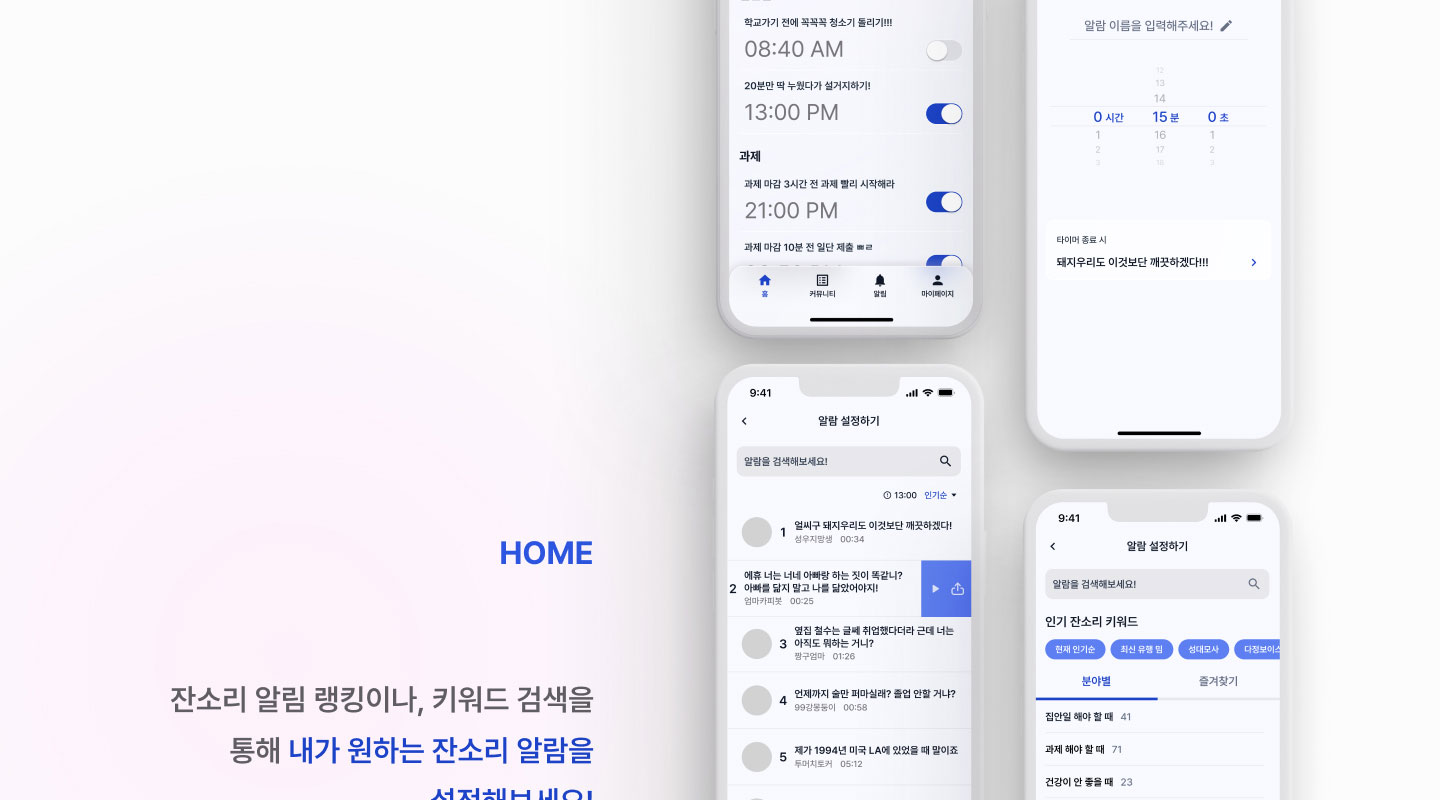 학교가기 전에 꼭꼭꼭 청소기 돌리기!!!
08:40 AM
20분만 딱 누웠다가 설거지하기!
13:00 PM
과제
과제 마감 3시간 전 과제 빨리 시작해라
21:00 PM
과제 마감 10분 전 일단 제출 ㅃㄹ
홈
커뮤니티
알림
마이페이지
알람 이름을 입력해주세요!
12
13
14
0 시간 15 분 0 초
1 16 1
2 17 2
3 18 3
타이머 종료 시
돼지우리도 이것보단 깨끗하겠다!!!
9:41
알람 설정하기
알람을 검색해보세요!
13:00 인기순
1 얼씨구 돼지우리도 이것보단 깨끗하겠다!
성우지망생 00:34
2 에휴 너는 너네 아빠랑 하는 짓이 똑같니?
아빠를 닮지 말고 나를 닮았어야지!
엄마카피봇 00:25
3 옆집 철수는 글쎄 취업했다더라 근데 너는
아직도 뭐하는 거니?
짱구엄마 01:26
4 언제까지 술만 퍼마실래? 졸업 안할 거냐?
99강몽둥이 00:58
5 제가 1994년 미국 LA에 있었을 때 말이죠
투머치토커 05:12
9:41
알람 설정하기
알람을 검색해보세요!
인기 잔소리 키워드
현재 인기순
최신 유행 밈
성대모사
다정보이스
분야별
즐겨찾기
집안일 해야 할 때 41
과제 해야 할 때 71
건강이 안 좋을 때 23
HOME
잔소리 알림 랭킹이나, 키워드 검색을
통해 내가 원하는 잔소리 알람을
설정해보세요!